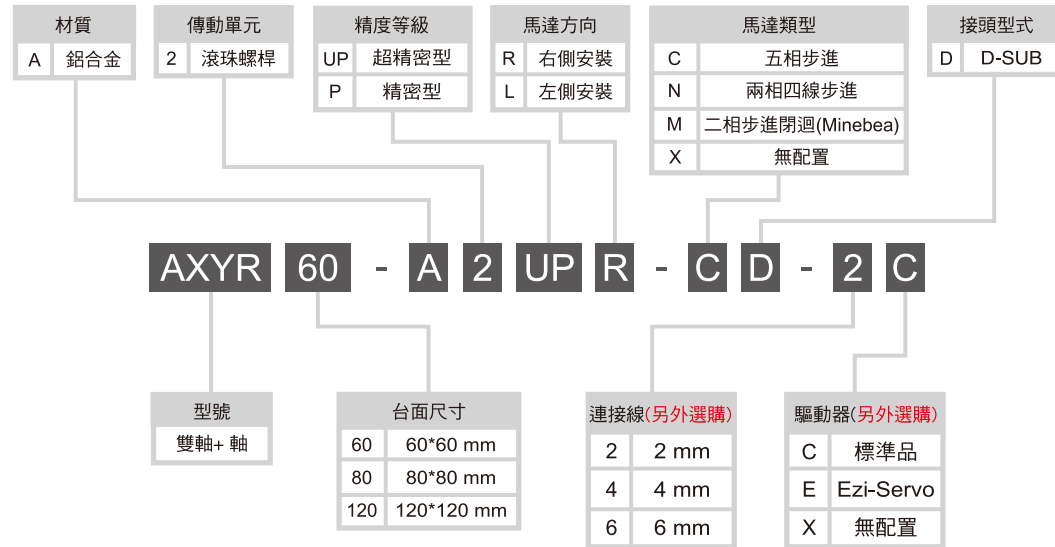 材質
A 鋁合金
傳動單元
2 滾珠螺桿
精度等級
UP 超精密型
P 精密型
馬達方向
R 右側安裝
L 左側安裝
馬達類型
C 五相步進
N 兩相四線步進
M 二相步進閉迴(Minebea)
X 無配置
接頭型式
D D-SUB
AXYR 60 - A 2 UP R - C D - 2 C
型號
雙軸+ 軸
台面尺寸
60 60*60 mm
80 80*80 mm
120 120*120 mm
連接線(另外選購)
2 2 mm
4 4 mm
6 6 mm
驅動器(另外選購)
C 標準品
E Ezi-Servo
X 無配置